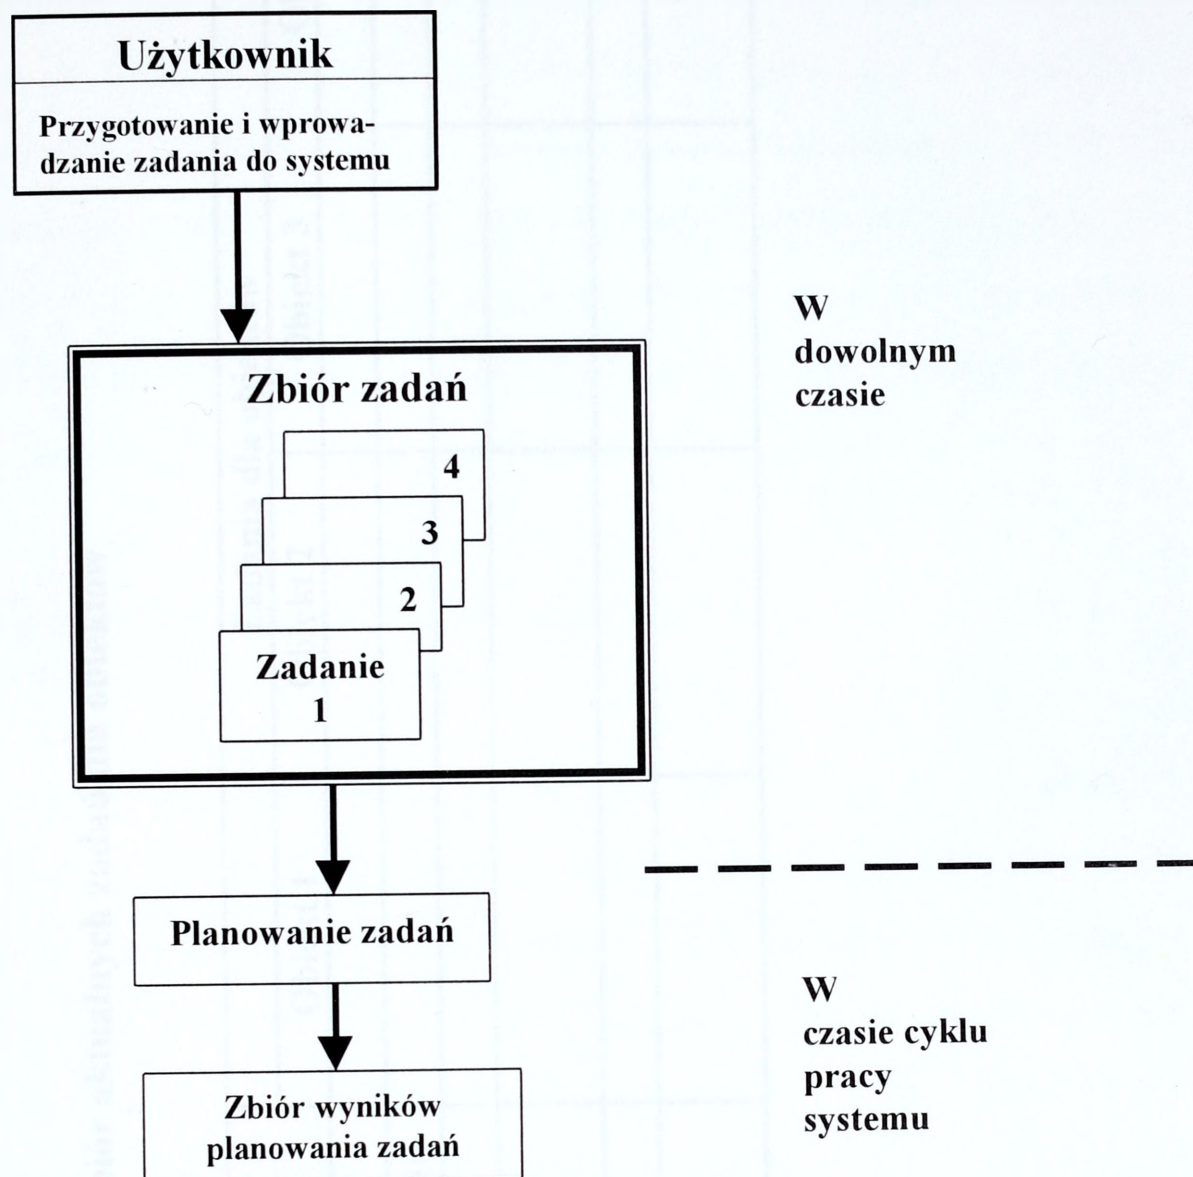 Użytkownik
Przygotowanie i wprowa-
dzanie zadania do systemu
W
dowolnym
czasie
Zbiór zadań
4
3
2
Zadanie
1
Planowanie zadań
W
czasie cyklu
pracy
systemu
Zbiór wyników
planowania zadań